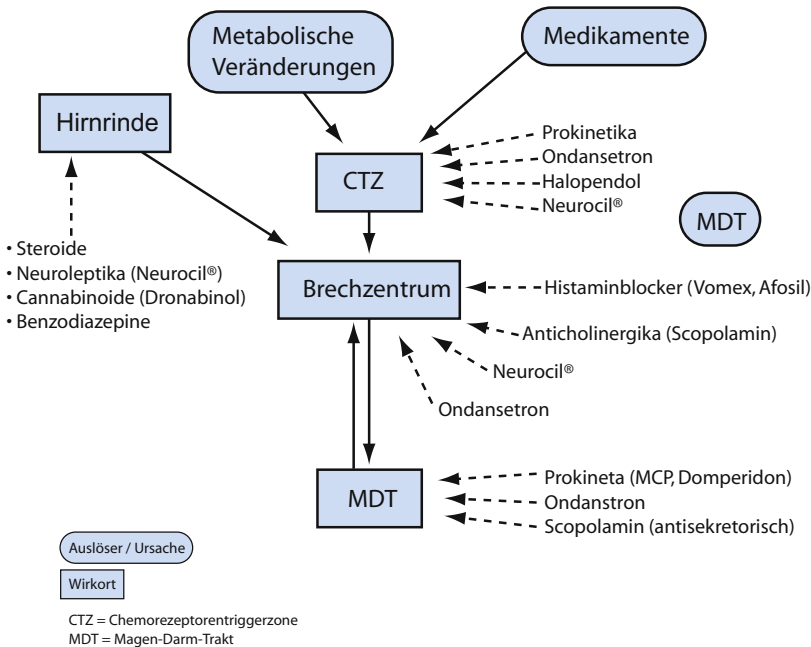 Metabolische
Veränderungen
Medikamente
Hirnrinde
CTZ
Prokinetika
Ondansetron
Halopendol
Neurocil®
MDT
• Steroide
• Neuroleptika (Neurocil®)
• Cannabinoide (Dronabinol)
• Benzodiazepine
Brechzentrum
Histaminblocker (Vomex, Afosil)
Anticholinergika (Scopolamin)
Neurocil®
Ondansetron
MDT
Prokineta (MCP, Domperidon)
Ondanstron
Scopolamin (antisekretorisch)
Auslöser / Ursache
Wirkort
CTZ = Chemorezeptorentriggerzone
MDT = Magen-Darm-Trakt